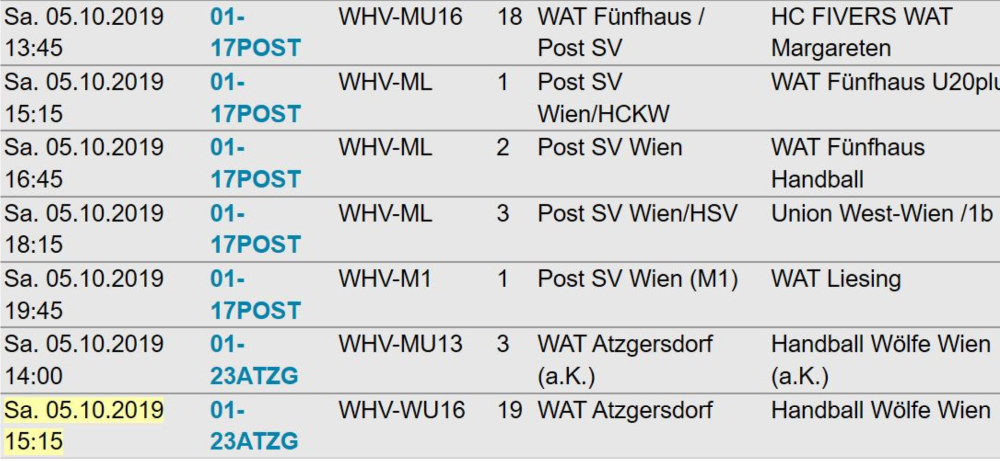 Sa. 05.10.2019 01- WHV-MU16 18 WAT Fünfhaus / HC FIVERS WAT
13:45 17POST Post SV Margareten
Sa. 05.10.2019 01- WHV-ML 1 Post SV WAT Fünfhaus U20plu
15:15 17POST Wien/HCKW
Sa. 05.10.2019 01- WHV-ML 2 Post SV Wien WAT Fünfhaus
16:45 17POST Handball
Sa. 05.10.2019 01- WHV-ML 3 Post SV Wien/HSV Union West-Wien /1b
18:15 17POST
Sa. 05.10.2019 01- WHV-M1 1 Post SV Wien (M1) WAT Liesing
19:45 17POST
Sa. 05.10.2019 01- WHV-MU13 3 WAT Atzgersdorf Handball Wölfe Wien
14:00 23ATZG (a.K.) (a.K.)
Sa. 05.10.2019 01- WHV-WU16 19 WAT Atzgersdorf Handball Wölfe Wien
15:15 23ATZG